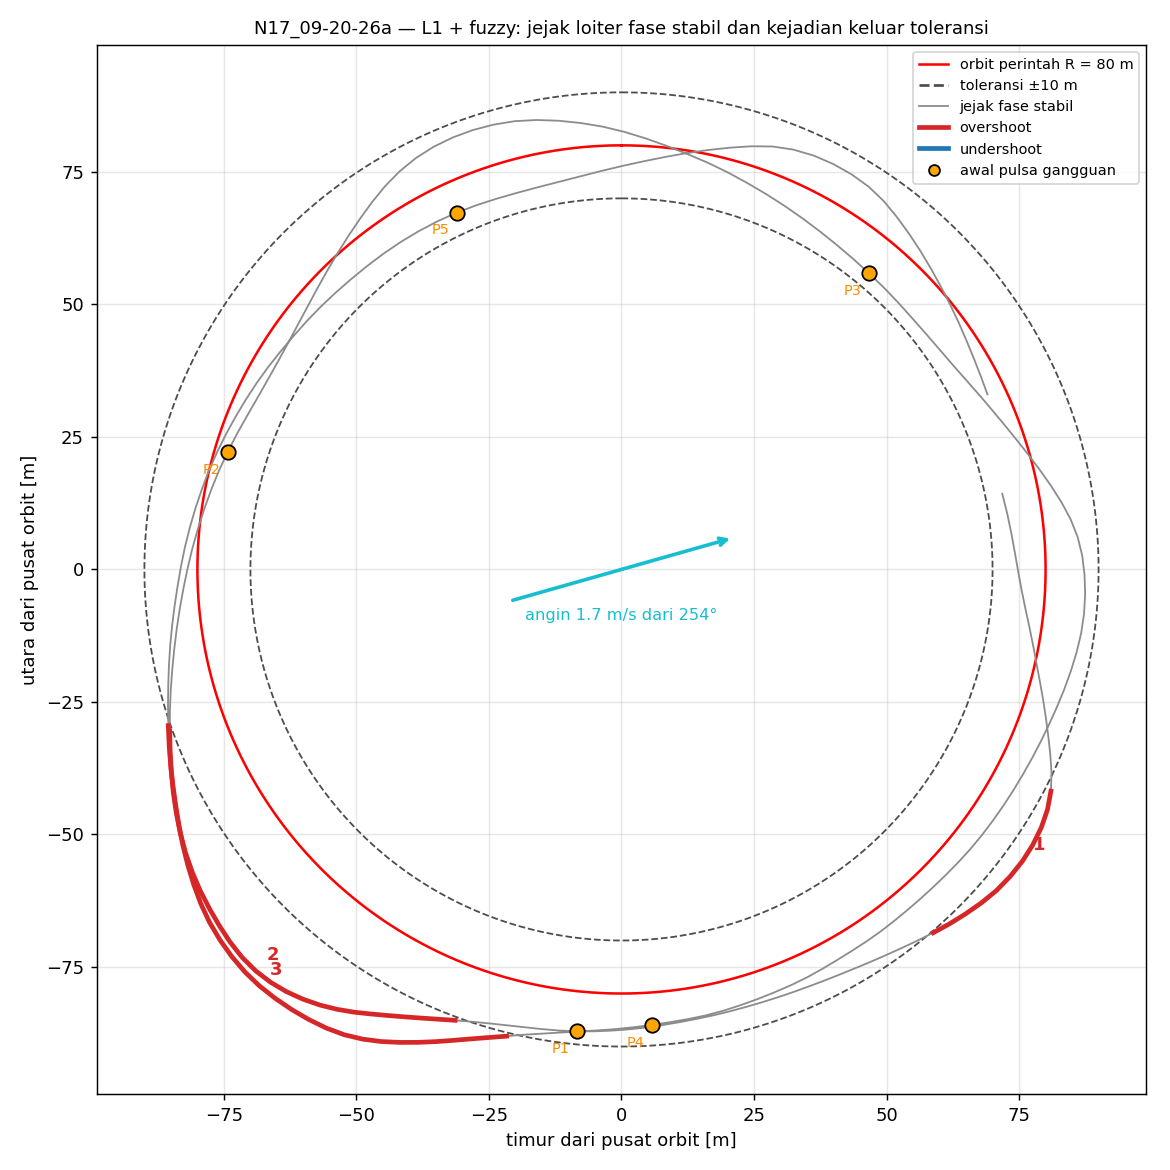 N17_09-20-26a — L1 + fuzzy: jejak loiter fase stabil dan kejadian keluar toleransi
orbit perintah R = 80 m
toleransi ±10 m
jejak fase stabil
overshoot
undershoot
awal pulsa gangguan
75
50
25
0
−25
−50
−75
utara dari pusat orbit [m]
P5
P3
P2
angin 1.7 m/s dari 254°
1
2
3
P1
P4
−75
−50
−25
0
25
50
75
timur dari pusat orbit [m]